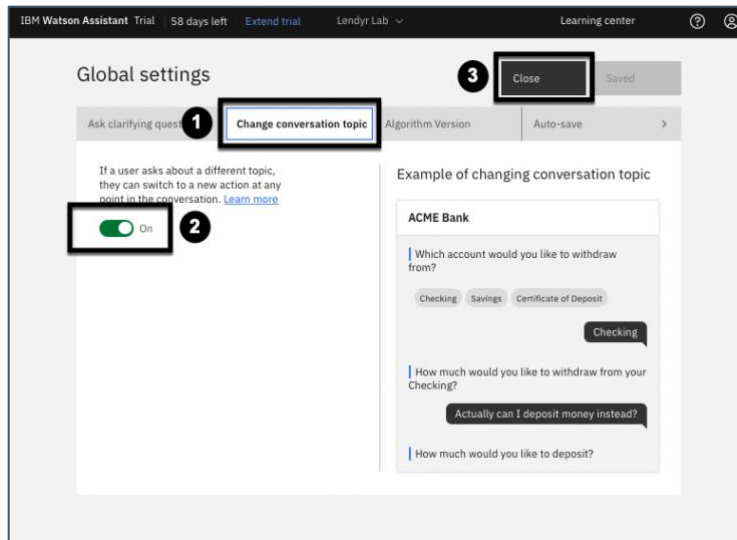 IBM Watson Assistant Trial 58 days left Extend trial Lendyr Lab Learning center
Global settings
3
Close
Saved
Ask clarifying quest
1
Change conversation topic
Algorithm Version
Auto-save
If a user asks about a different topic,
they can switch to a new action at any
point in the conversation. Learn more
On
2
Example of changing conversation topic
ACME Bank
Which account would you like to withdraw
from?
Checking Savings Certificate of Deposit
Checking
How much would you like to withdraw from your
Checking?
Actually can I deposit money instead?
How much would you like to deposit?